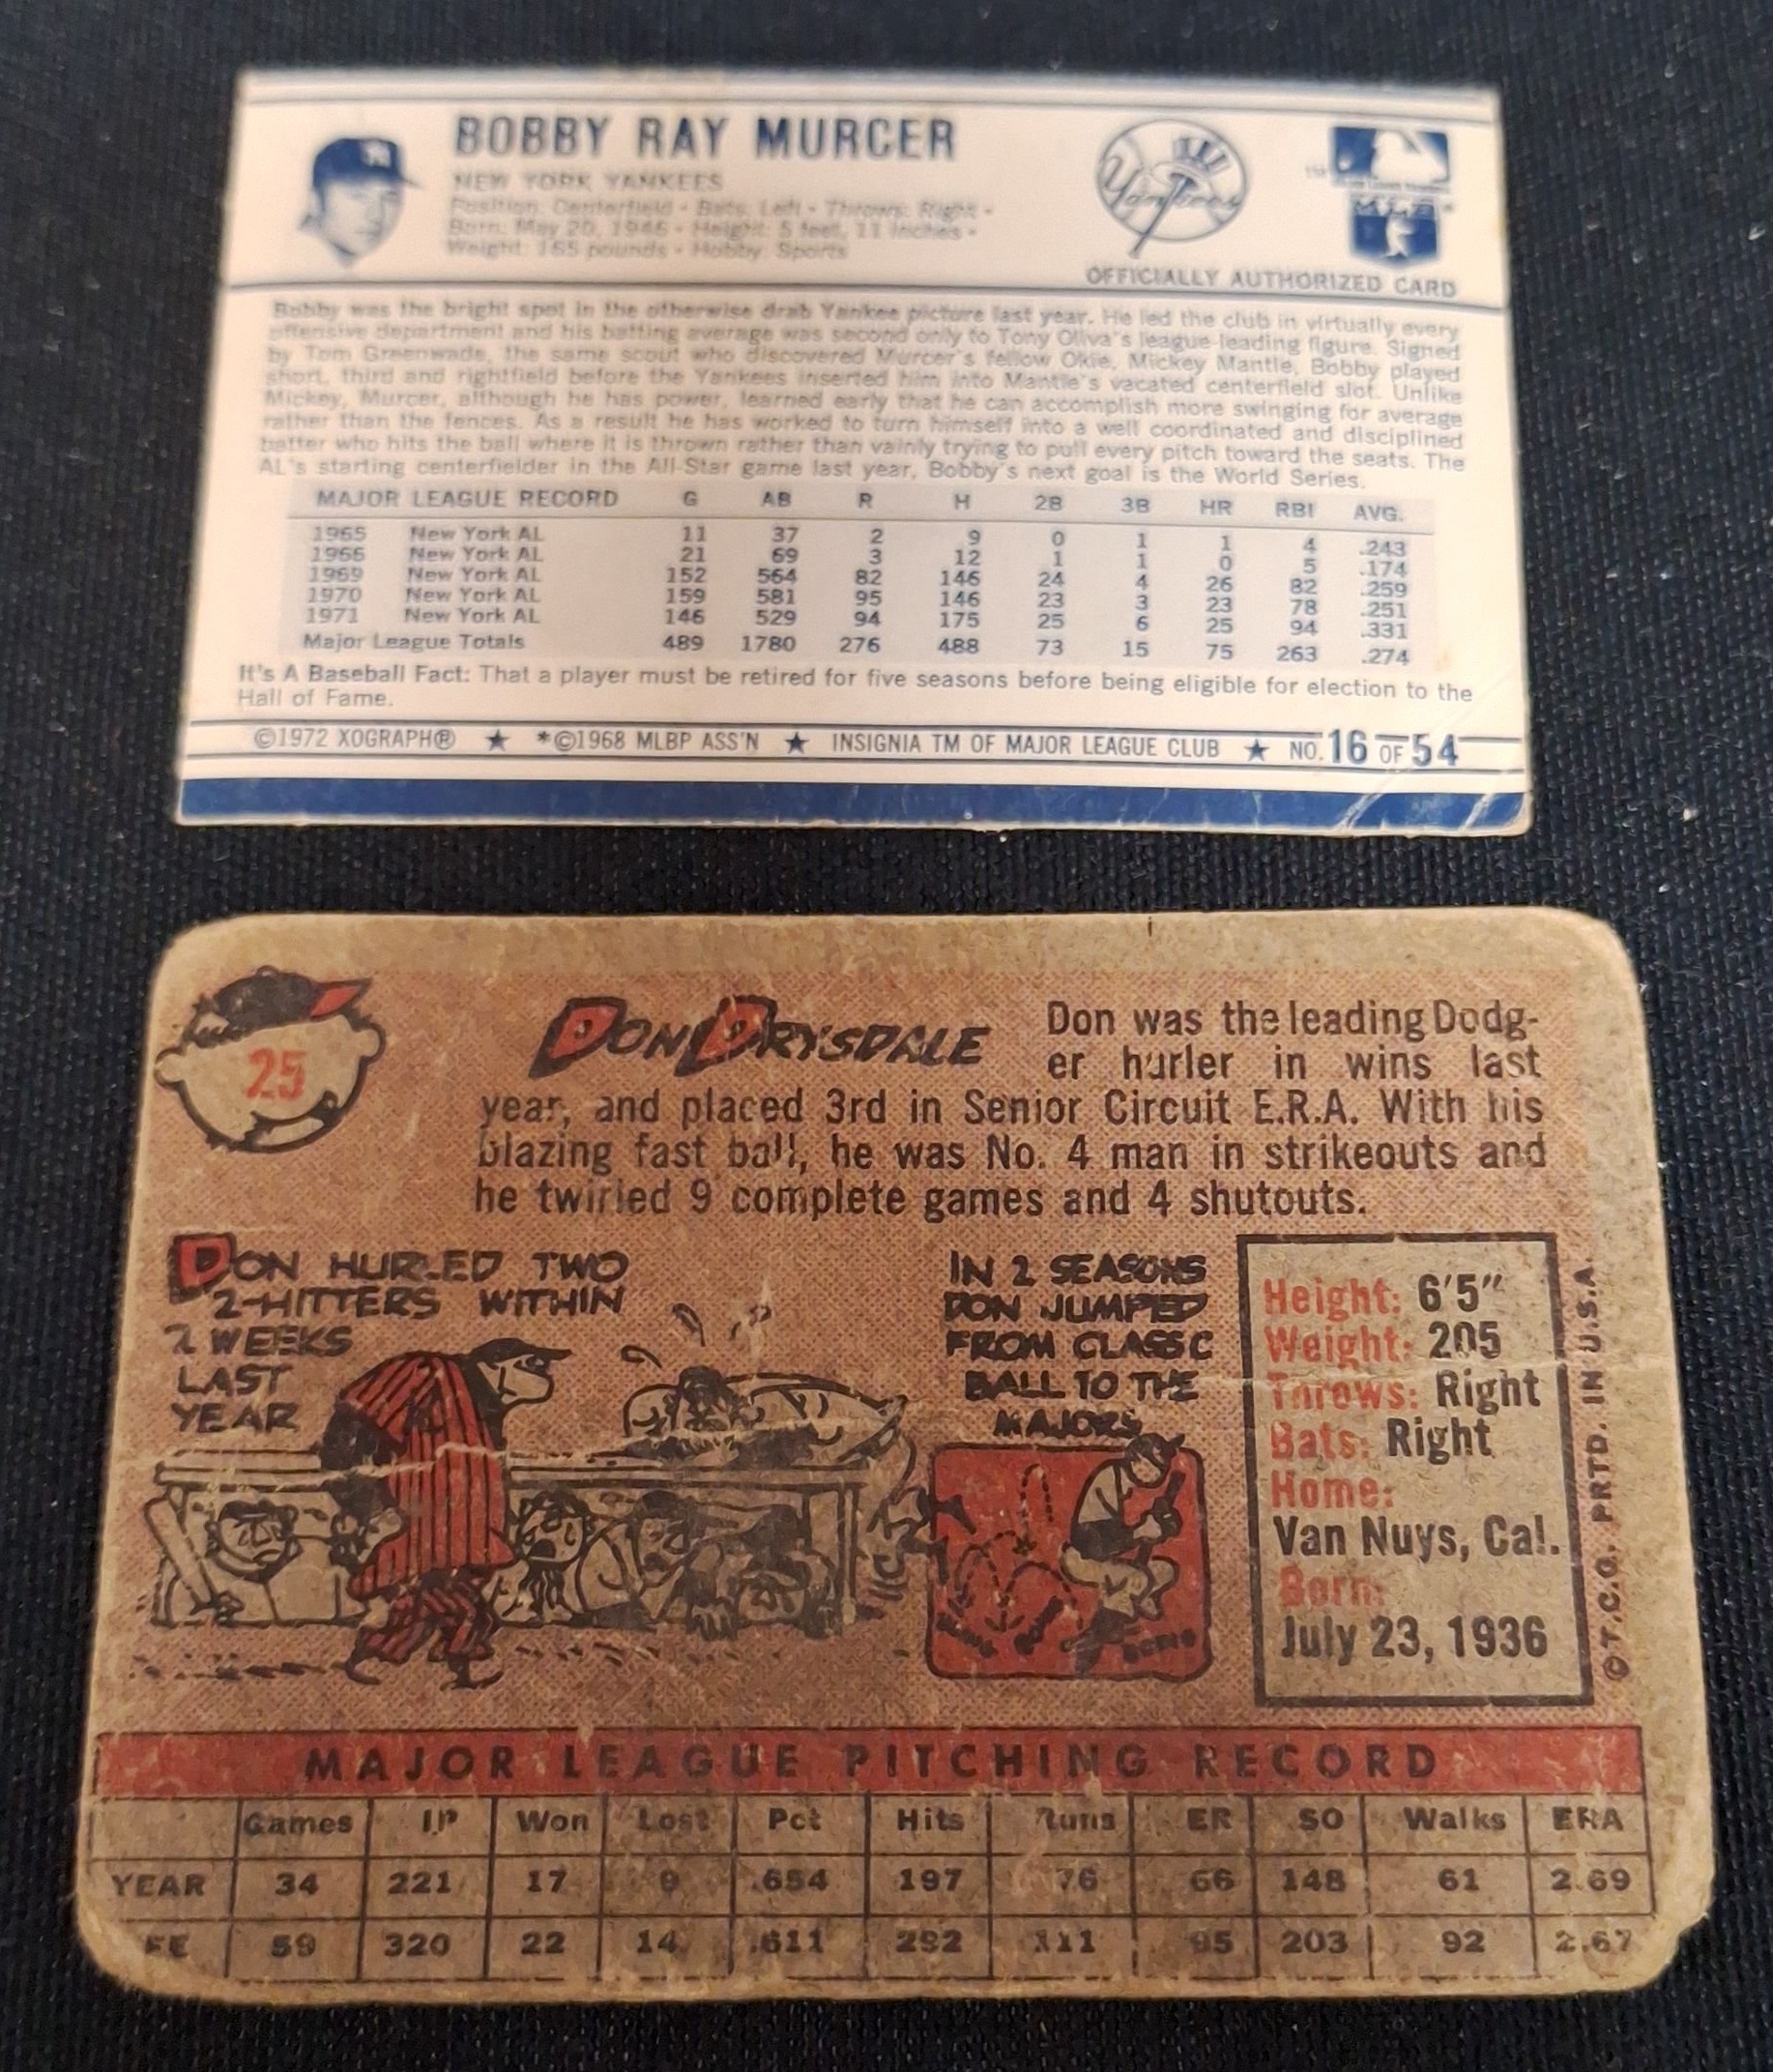 BOBBY RAY MURCER
NEW YORK YANKEES
Position: Centerfield • Bats: Left • Throws: Right •
Born: May 20, 1946 • Height: 5 feet, 11 inches •
Weight: 165 pounds • Hobby: Sports
Yankees
TM
MLB
OFFICIALLY AUTHORIZED CARD
Bobby was the bright spot in the otherwise drab Yankee picture last year. He led the club in virtually every
offensive department and his batting average was second only to Tony Oliva's league-leading figure. Signed
by Tom Greenwade, the same scout who discovered Murcer's fellow Okie, Mickey Mantle, Bobby played
short, third and rightfield before the Yankees inserted him into Mantle's vacated centerfield slot. Unlike
Mickey, Murcer, although he has power, learned early that he can accomplish more swinging for average
rather than the fences. As a result he has worked to turn himself into a well coordinated and disciplined
batter who hits the ball where it is thrown rather than vainly trying to pull every pitch toward the seats. The
AL's starting centerfielder in the All-Star game last year, Bobby's next goal is the World Series.
MAJOR LEAGUE RECORD G AB R H 2B 3B HR RBI AVG.
1965 New York AL 11 37 2 9 0 1 1 4 .243
1966 New York AL 21 69 3 12 1 1 0 5 .174
1969 New York AL 152 564 82 146 24 4 26 82 .259
1970 New York AL 159 581 95 146 23 3 23 78 .251
1971 New York AL 146 529 94 175 25 6 25 94 .331
Major League Totals 489 1780 276 488 73 15 75 263 .274
It's A Baseball Fact: That a player must be retired for five seasons before being eligible for election to the
Hall of Fame.
©1972 XOGRAPH® ★ *©1968 MLBP ASS'N ★ INSIGNIA TM OF MAJOR LEAGUE CLUB ★ NO. 16 OF 54
25
DON DRYSDALE
Don was the leading Dodg-
er hurler in wins last
year, and placed 3rd in Senior Circuit E.R.A. With his
blazing fast ball, he was No. 4 man in strikeouts and
he twirled 9 complete games and 4 shutouts.
DON HURLED TWO
2-HITTERS WITHIN
2 WEEKS
LAST
YEAR
IN 2 SEASONS
DON JUMPED
FROM CLASS C
BALL TO THE
MAJORS
Height: 6'5"
Weight: 205
Throws: Right
Bats: Right
Home:
Van Nuys, Cal.
Born:
July 23, 1936
© T.C.G. PRTD. IN U.S.A.
MAJOR LEAGUE PITCHING RECORD
Games IP Won Lost Pct Hits Runs ER SO Walks ERA
YEAR 34 221 17 9 .654 197 76 66 148 61 2.69
FE 59 320 22 14 .611 292 111 95 203 92 2.67